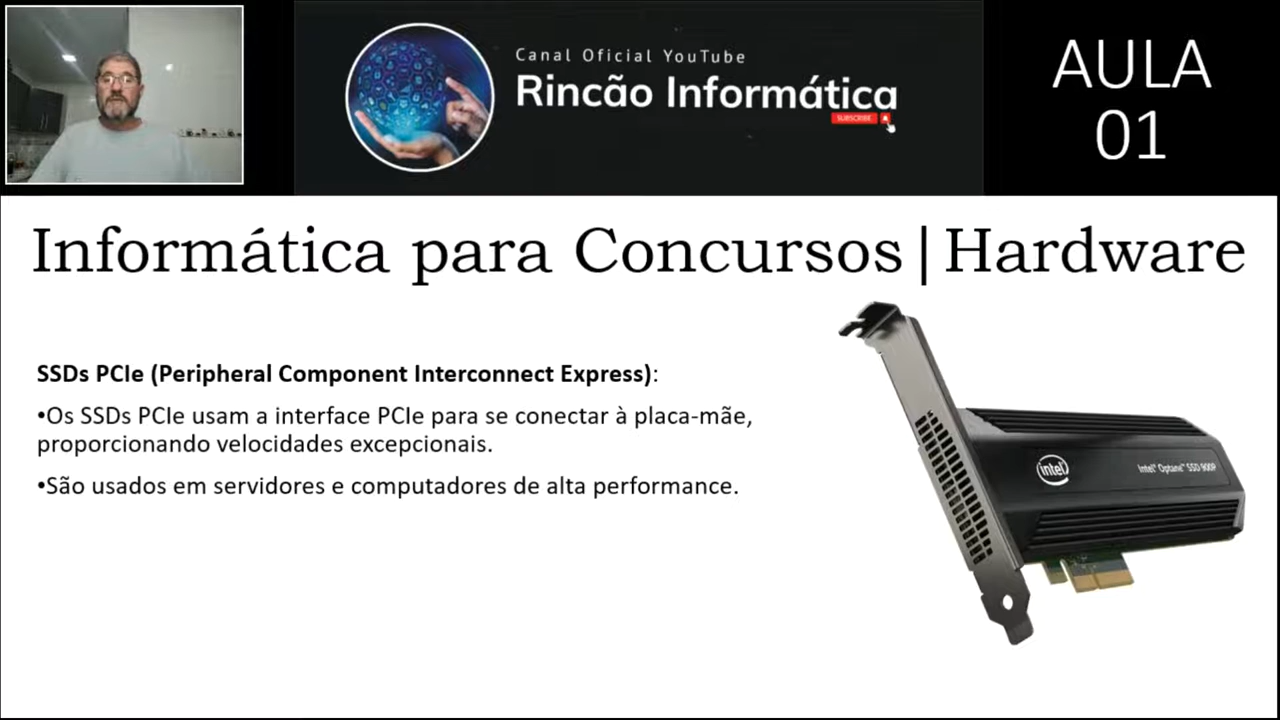 Canal Oficial YouTube
Rincão Informática
SUBSCRIBE
AULA
01
Informática para Concursos|Hardware
SSDs PCIe (Peripheral Component Interconnect Express):
•Os SSDs PCIe usam a interface PCIe para se conectar à placa-mãe,
proporcionando velocidades excepcionais.
•São usados em servidores e computadores de alta performance.
intel
Intel® Optane™ SSD 900P